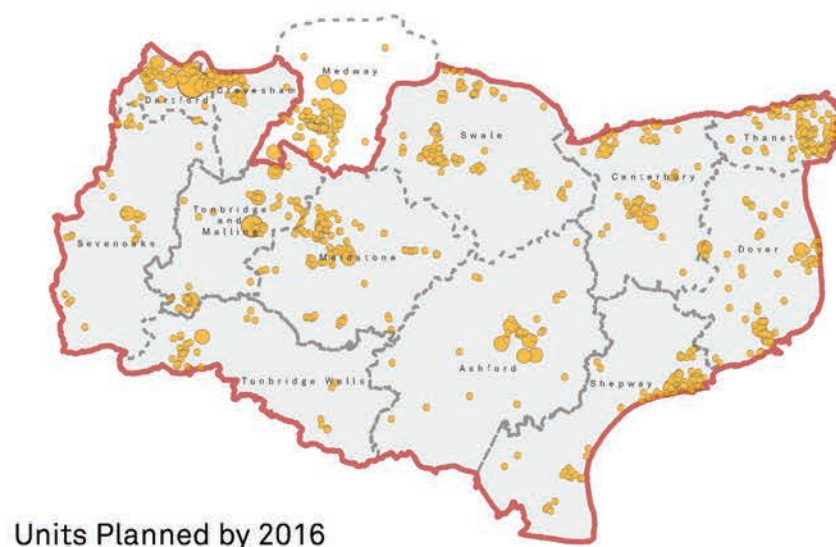 Medway
Gravesham
Dartford
Swale
Thanet
Canterbury
Tonbridge
and
Malling
Sevenoaks
Maidstone
Dover
Ashford
Tonbridge Wells
Shepway
Units Planned by 2016